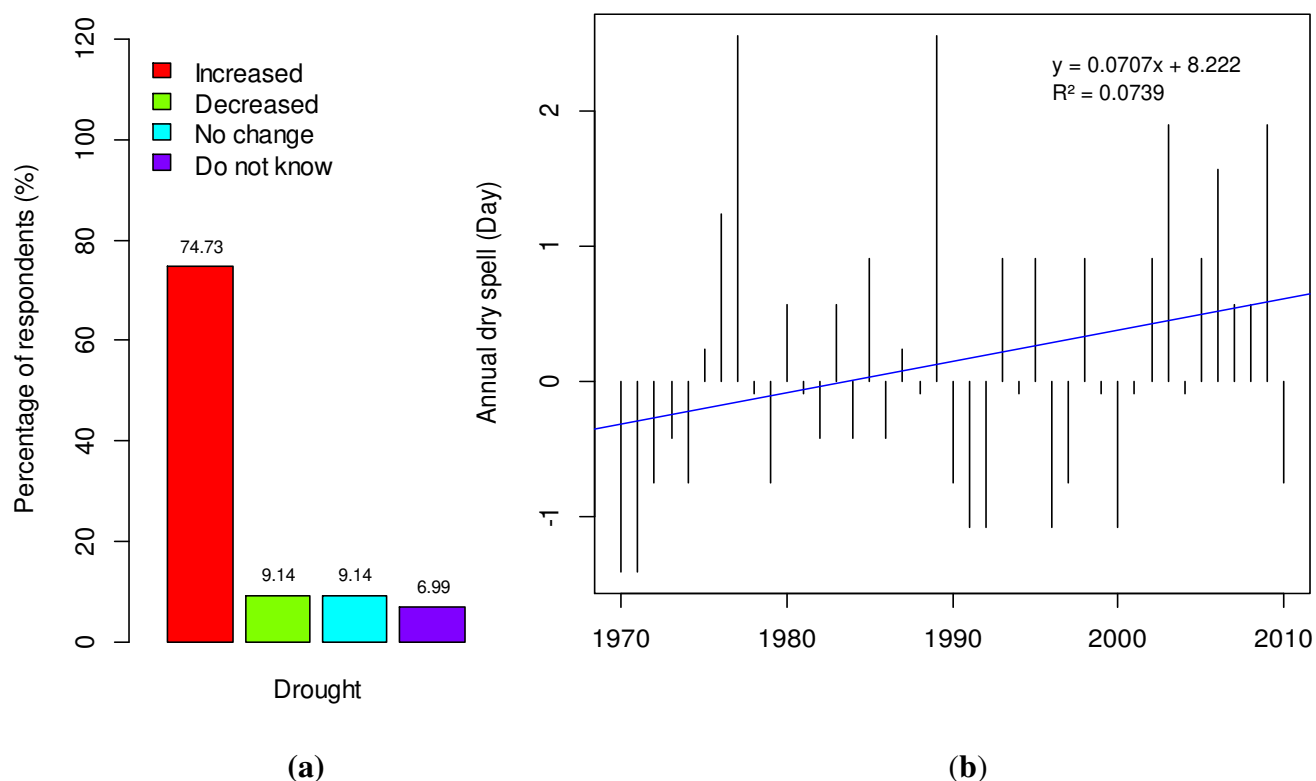 Percentage of respondents (%)
120
100
80
60
40
20
0
Increased
Decreased
No change
Do not know
74.73
9.14
9.14
6.99
Drought
(a)
Annual dry spell (Day)
2
1
0
-1
y = 0.0707x + 8.222
R² = 0.0739
1970
1980
1990
2000
2010
(b)